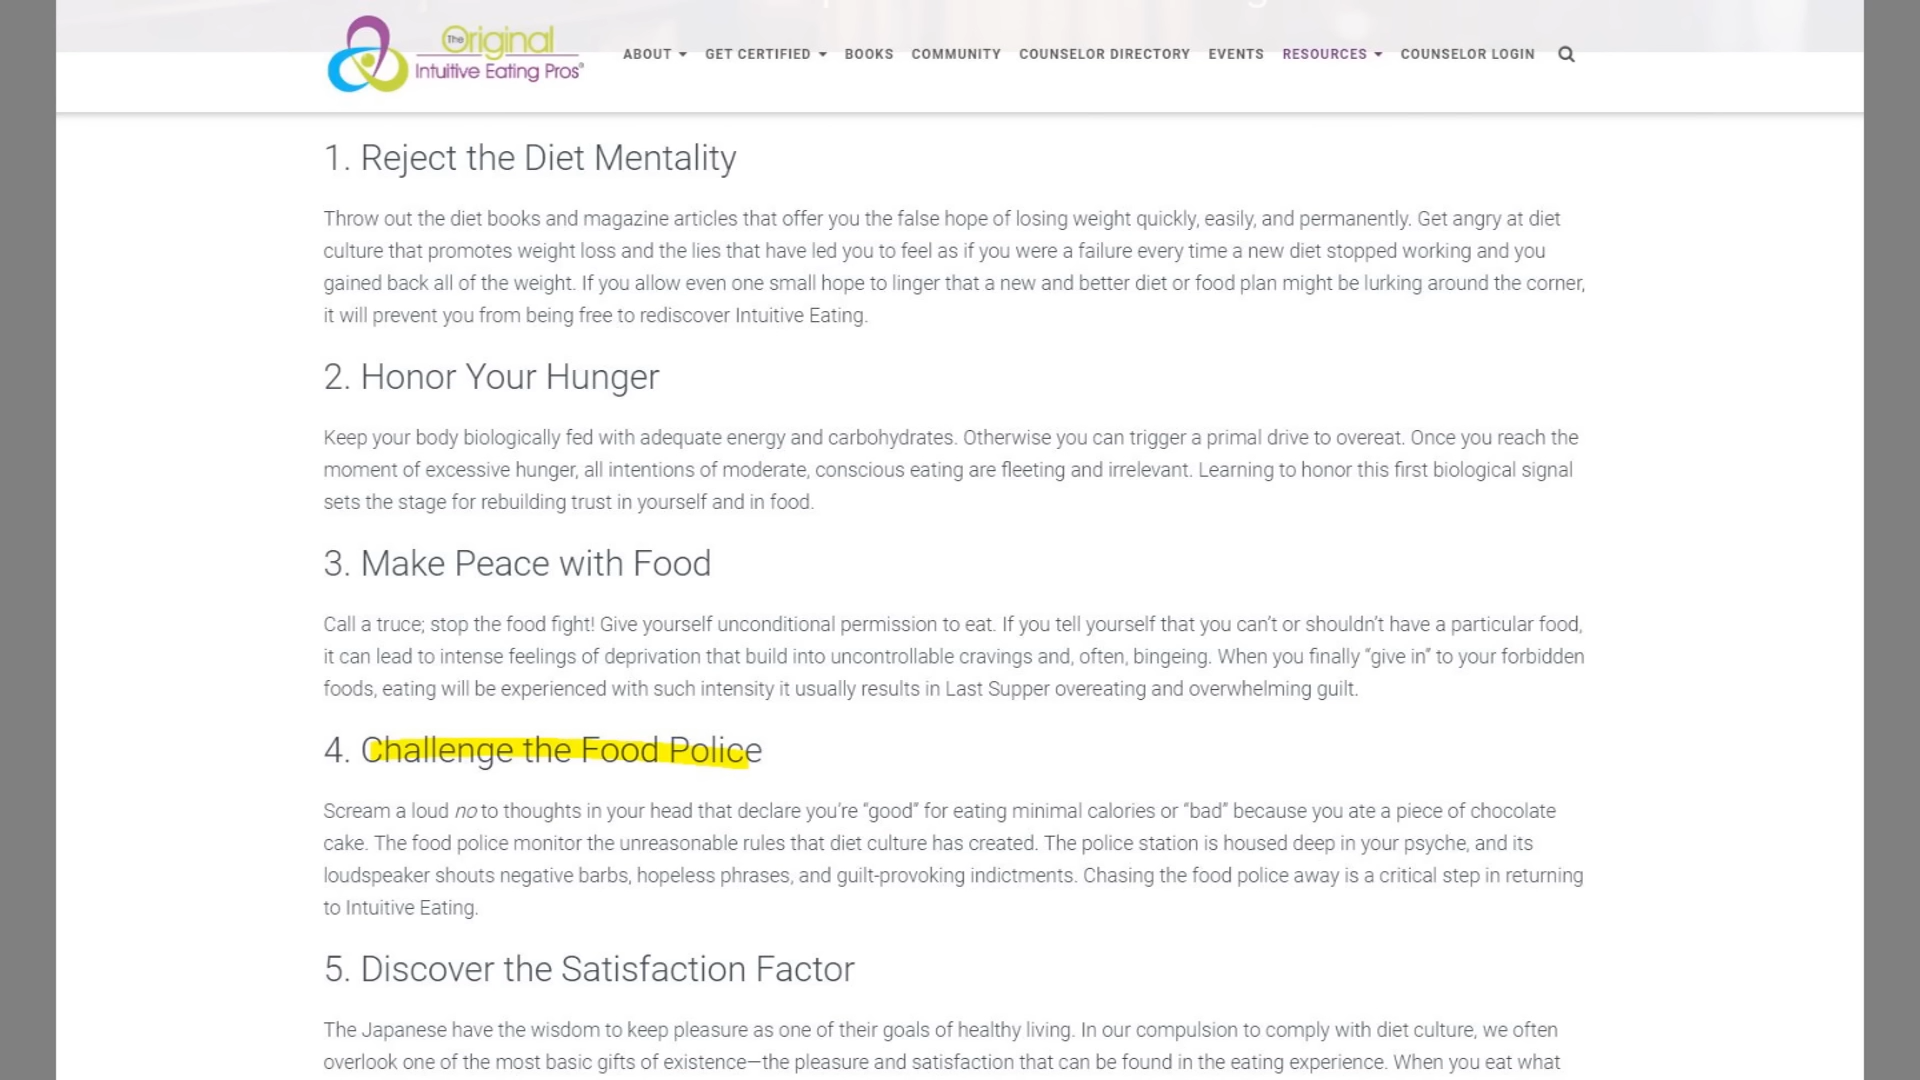 The Original
Intuitive Eating Pros®
ABOUT GET CERTIFIED BOOKS COMMUNITY COUNSELOR DIRECTORY EVENTS RESOURCES COUNSELOR LOGIN
1. Reject the Diet Mentality
Throw out the diet books and magazine articles that offer you the false hope of losing weight quickly, easily, and permanently. Get angry at diet
culture that promotes weight loss and the lies that have led you to feel as if you were a failure every time a new diet stopped working and you
gained back all of the weight. If you allow even one small hope to linger that a new and better diet or food plan might be lurking around the corner,
it will prevent you from being free to rediscover Intuitive Eating.
2. Honor Your Hunger
Keep your body biologically fed with adequate energy and carbohydrates. Otherwise you can trigger a primal drive to overeat. Once you reach the
moment of excessive hunger, all intentions of moderate, conscious eating are fleeting and irrelevant. Learning to honor this first biological signal
sets the stage for rebuilding trust in yourself and in food.
3. Make Peace with Food
Call a truce; stop the food fight! Give yourself unconditional permission to eat. If you tell yourself that you can’t or shouldn’t have a particular food,
it can lead to intense feelings of deprivation that build into uncontrollable cravings and, often, bingeing. When you finally “give in” to your forbidden
foods, eating will be experienced with such intensity it usually results in Last Supper overeating and overwhelming guilt.
4. Challenge the Food Police
Scream a loud no to thoughts in your head that declare you’re “good” for eating minimal calories or “bad” because you ate a piece of chocolate
cake. The food police monitor the unreasonable rules that diet culture has created. The police station is housed deep in your psyche, and its
loudspeaker shouts negative barbs, hopeless phrases, and guilt-provoking indictments. Chasing the food police away is a critical step in returning
to Intuitive Eating.
5. Discover the Satisfaction Factor
The Japanese have the wisdom to keep pleasure as one of their goals of healthy living. In our compulsion to comply with diet culture, we often
overlook one of the most basic gifts of existence—the pleasure and satisfaction that can be found in the eating experience. When you eat what